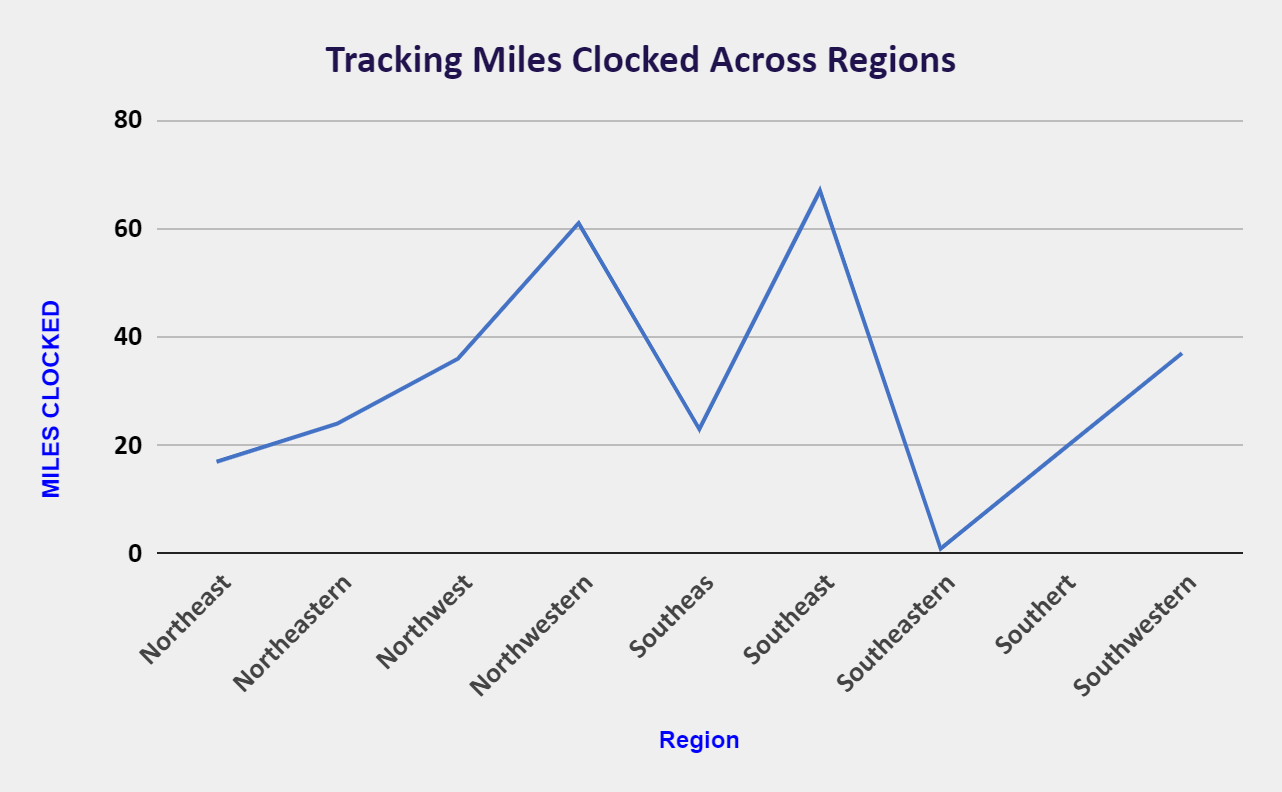 Tracking Miles Clocked Across Regions
80
60
40
20
0
MILES CLOCKED
Northeast
Northeastern
Northwest
Northwestern
Southeas
Southeast
Southeastern
Southert
Southwestern
Region